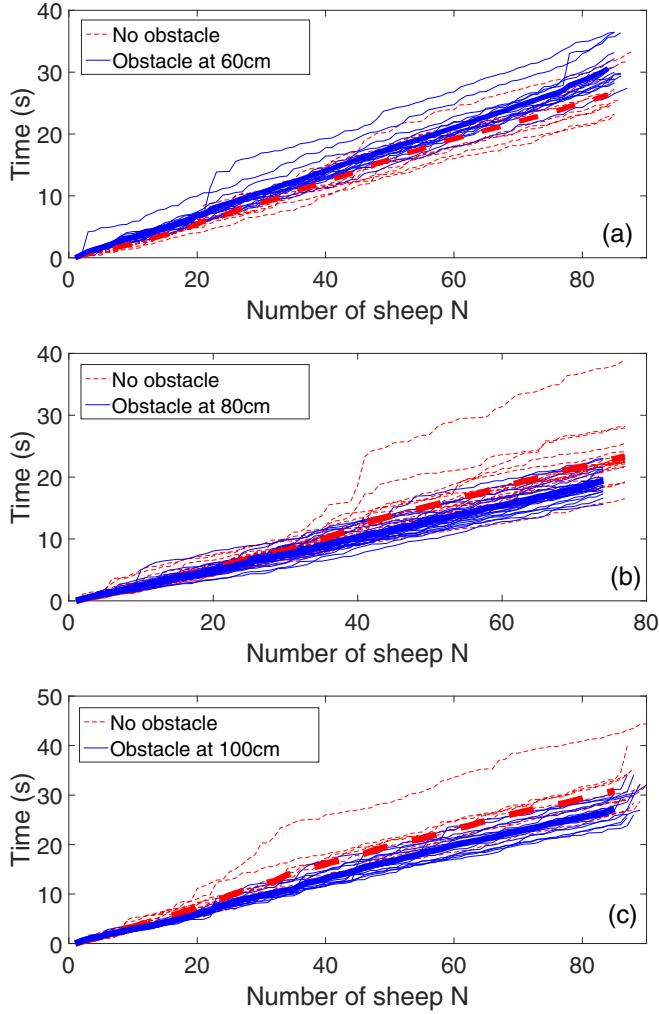 40
30
20
10
0
Time (s)
No obstacle
Obstacle at 60cm
(a)
0 20 40 60 80
Number of sheep N
40
30
20
10
0
Time (s)
No obstacle
Obstacle at 80cm
(b)
0 20 40 60 80
Number of sheep N
50
40
30
20
10
0
Time (s)
No obstacle
Obstacle at 100cm
(c)
0 20 40 60 80
Number of sheep N